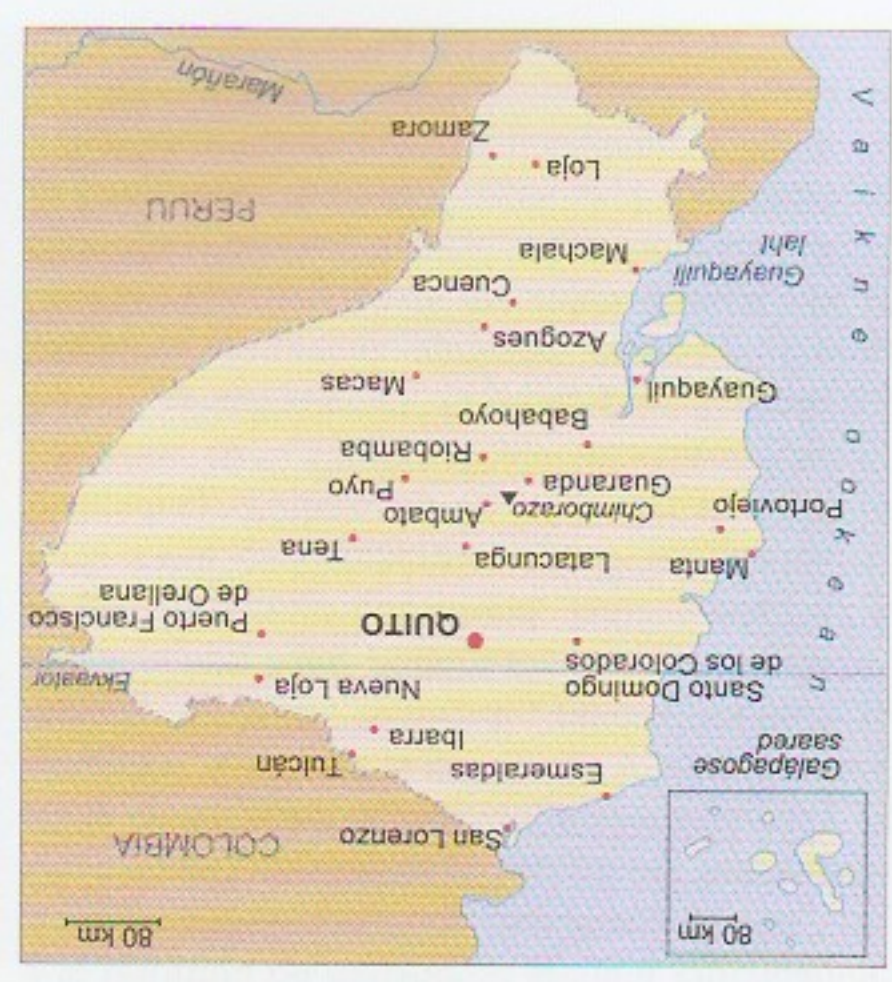 80 km
80 km
COLOMBIA
San Lorenzo
Galápagose
saared
Esmeraldas
Tulcán
Ibarra
Santo Domingo
de los Colorados
Nueva Loja
Ekvaator
QUITO
Puerto Francisco
de Orellana
Manta
Latacunga
Tena
Portoviejo
Chimborazo
Ambato
Guaranda
Puyo
Riobamba
Babahoyo
Guayaquil
Macas
Azogues
Cuenca
Guayaquili
laht
Machala
PERUU
Loja
Zamora
Marañón
Vaikne ookean